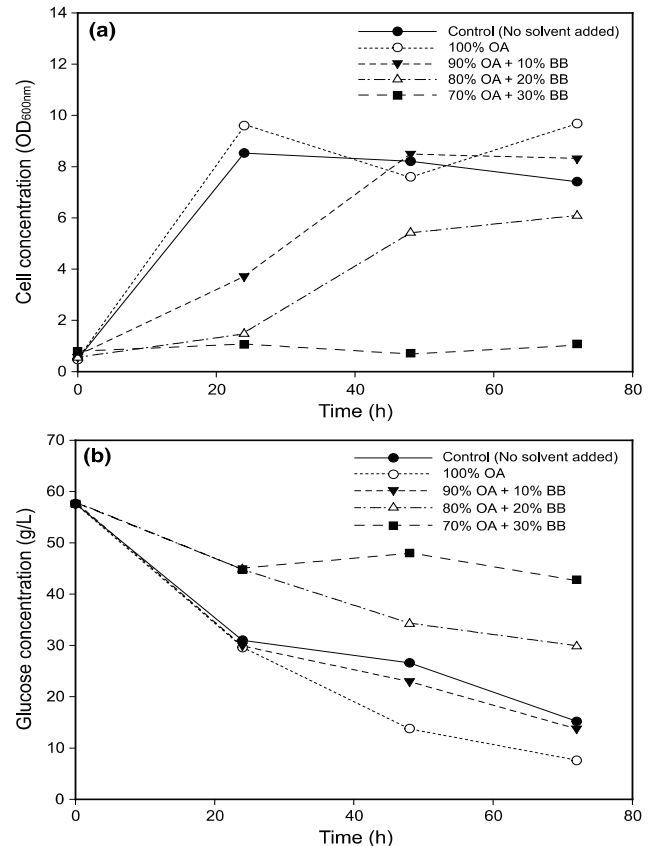 (a)
Control (No solvent added)
100% OA
90% OA + 10% BB
80% OA + 20% BB
70% OA + 30% BB
Cell concentration (OD600nm)
14
12
10
8
6
4
2
0
0 20 40 60 80
Time (h)
(b)
Control (No solvent added)
100% OA
90% OA + 10% BB
80% OA + 20% BB
70% OA + 30% BB
Glucose concentration (g/L)
70
60
50
40
30
20
10
0
0 20 40 60 80
Time (h)